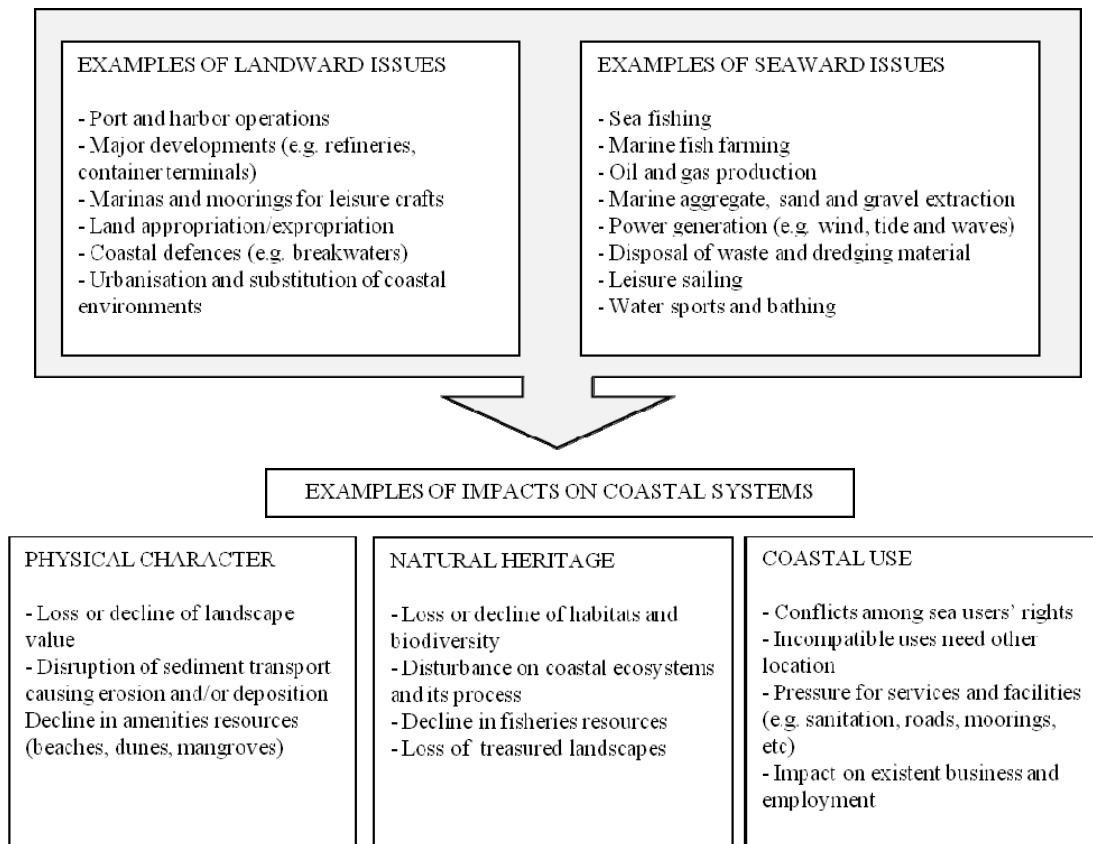 EXAMPLES OF LANDWARD ISSUES
- Port and harbor operations
- Major developments (e.g. refineries,
container terminals)
- Marinas and moorings for leisure crafts
- Land appropriation/expropriation
- Coastal defences (e.g. breakwaters)
- Urbanisation and substitution of coastal
environments
EXAMPLES OF SEAWARD ISSUES
- Sea fishing
- Marine fish farming
- Oil and gas production
- Marine aggregate, sand and gravel extraction
- Power generation (e.g. wind, tide and waves)
- Disposal of waste and dredging material
- Leisure sailing
- Water sports and bathing
EXAMPLES OF IMPACTS ON COASTAL SYSTEMS
PHYSICAL CHARACTER
- Loss or decline of landscape
value
- Disruption of sediment transport
causing erosion and/or deposition
Decline in amenities resources
(beaches, dunes, mangroves)
NATURAL HERITAGE
- Loss or decline of habitats and
biodiversity
- Disturbance on coastal ecosystems
and its process
- Decline in fisheries resources
- Loss of treasured landscapes
COASTAL USE
- Conflicts among sea users' rights
- Incompatible uses need other
location
- Pressure for services and facilities
(e.g. sanitation, roads, moorings,
etc)
- Impact on existent business and
employment